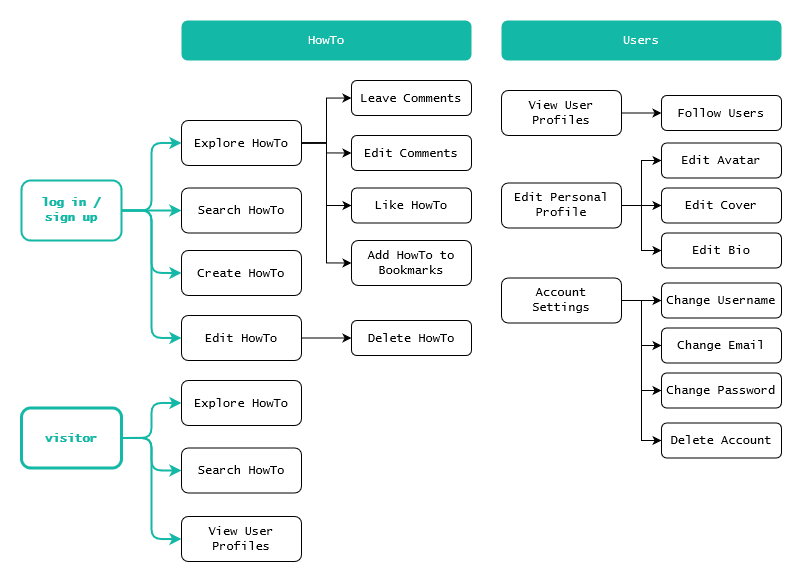 HowTo
Users
log in /
sign up
Explore HowTo
Leave Comments
Edit Comments
Like HowTo
Add HowTo to
Bookmarks
Search HowTo
Create HowTo
Edit HowTo
Delete HowTo
visitor
Explore HowTo
Search HowTo
View User
Profiles
View User
Profiles
Follow Users
Edit Personal
Profile
Edit Avatar
Edit Cover
Edit Bio
Account
Settings
Change Username
Change Email
Change Password
Delete Account